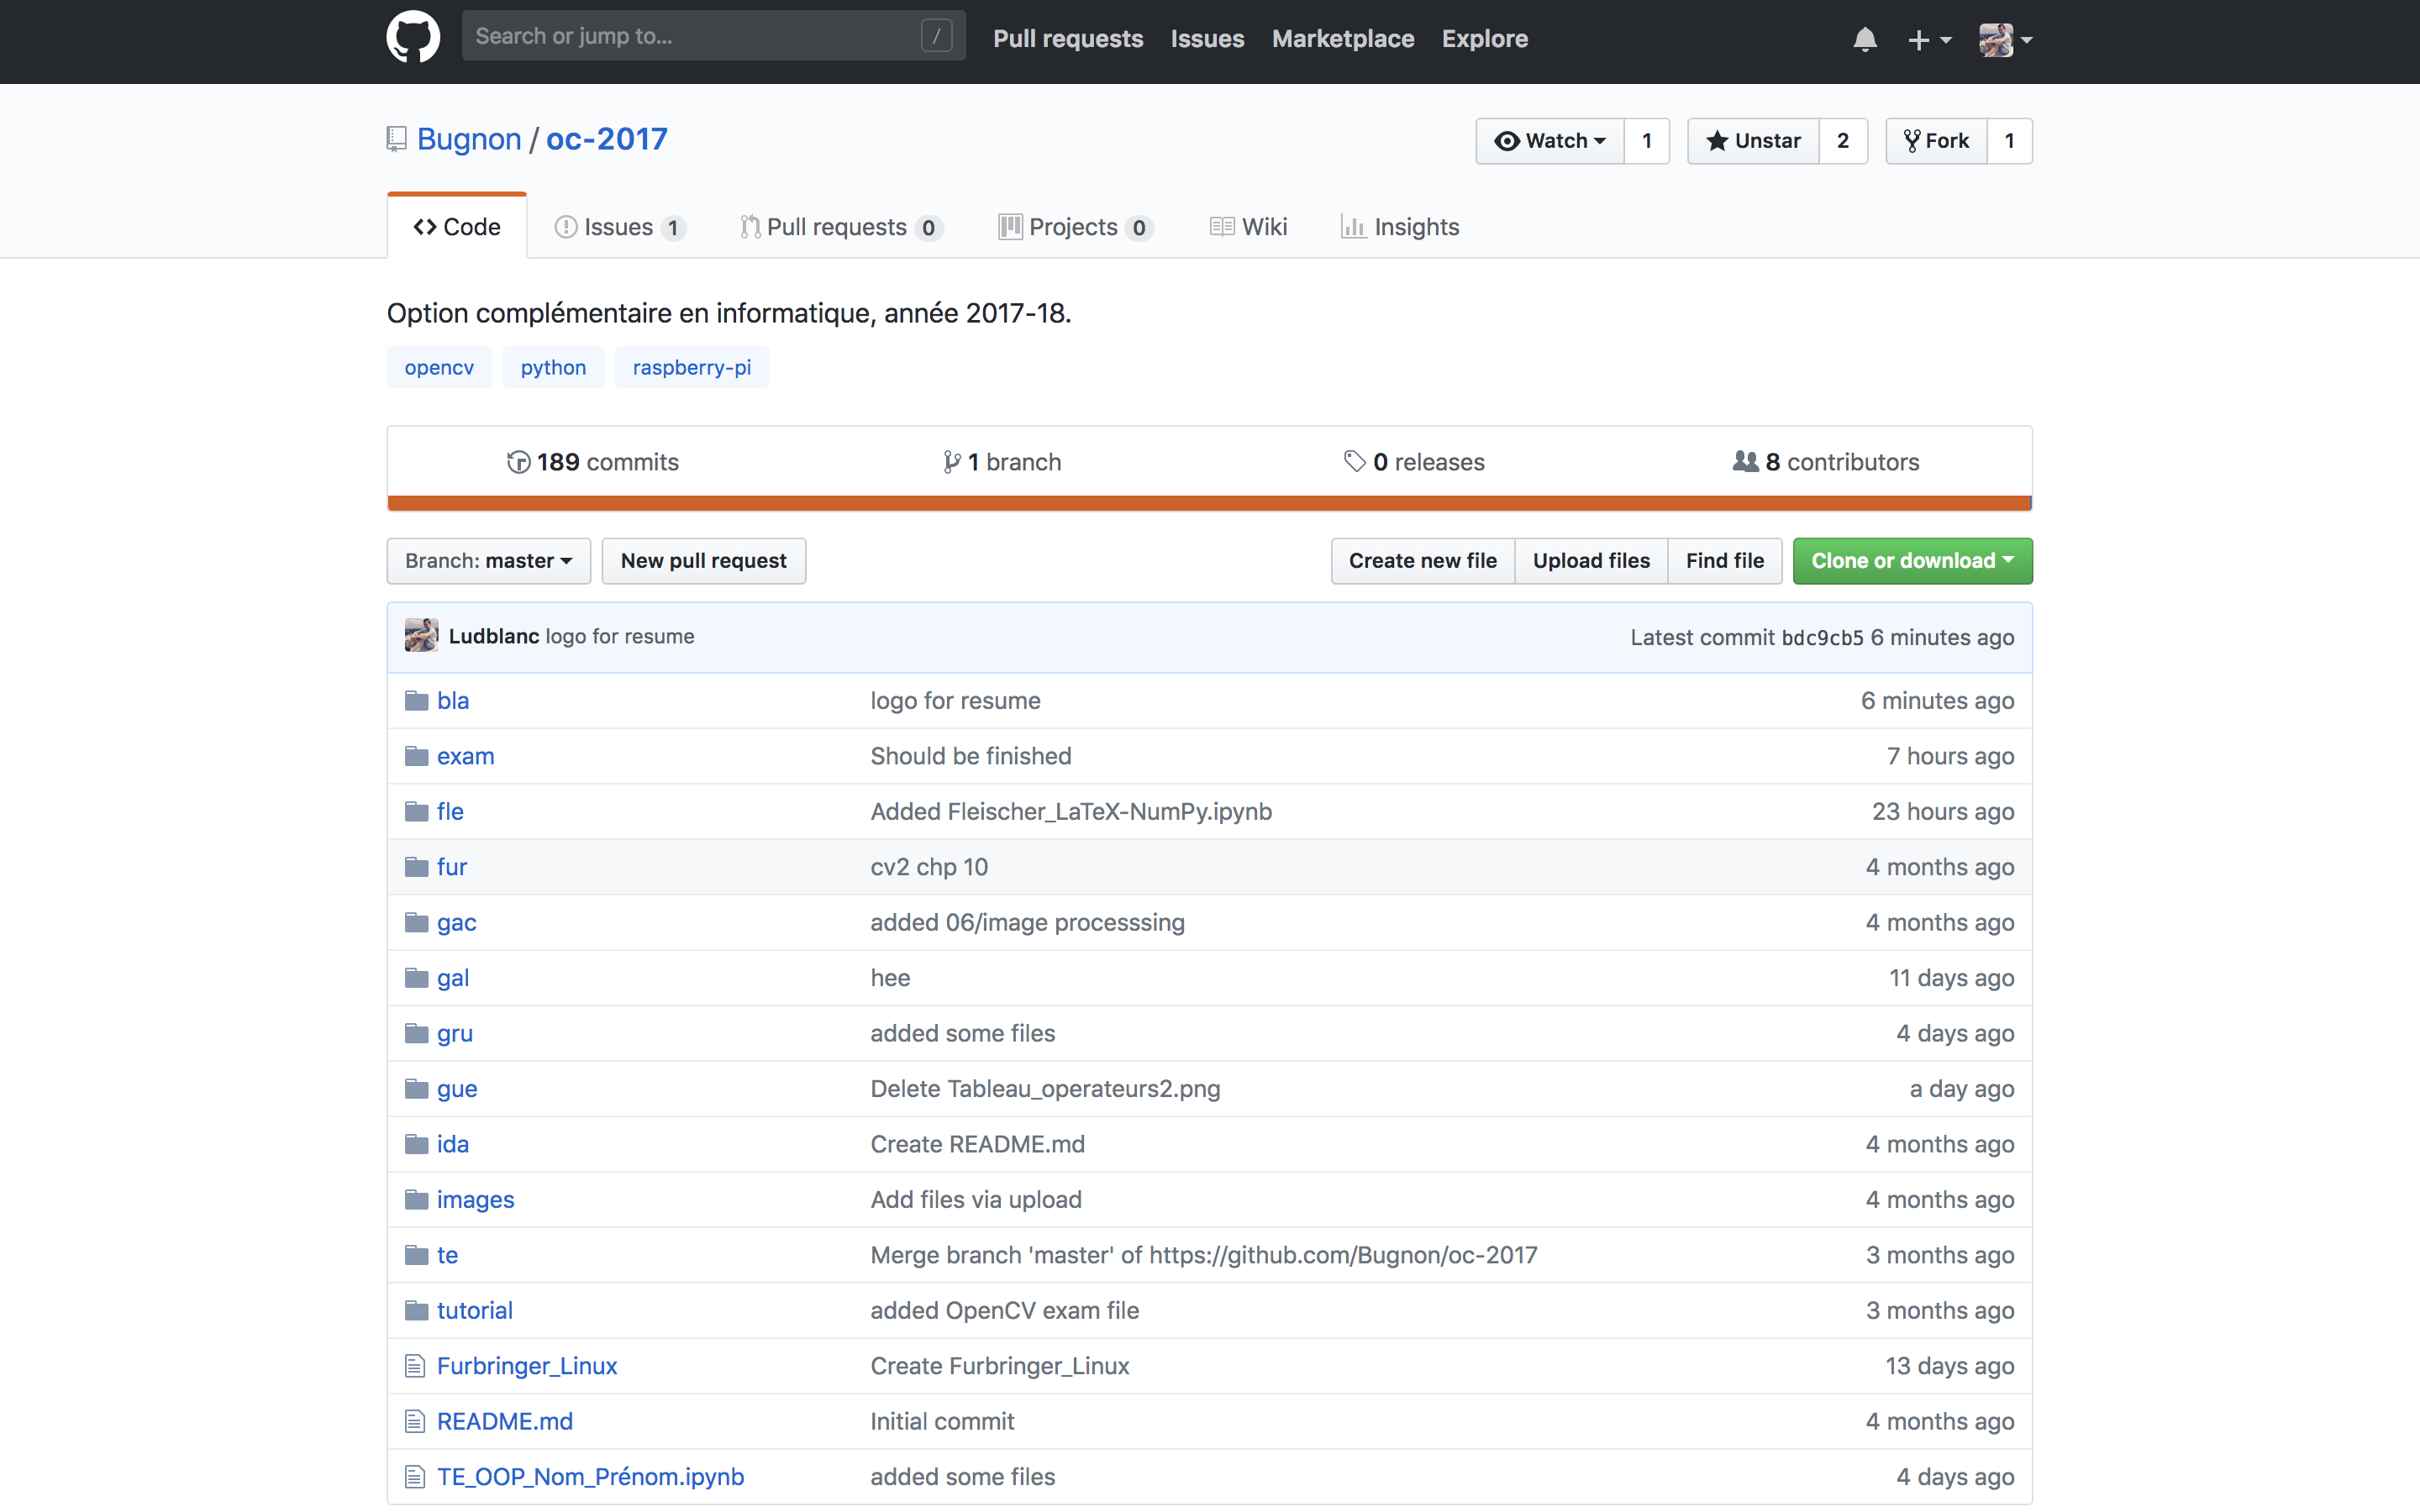 Search or jump to... / Pull requests Issues Marketplace Explore
Bugnon / oc-2017 Watch 1 Unstar 2 Fork 1
Code Issues 1 Pull requests 0 Projects 0 Wiki Insights
Option complémentaire en informatique, année 2017-18.
opencv python raspberry-pi
189 commits 1 branch 0 releases 8 contributors
Branch: master New pull request Create new file Upload files Find file Clone or download
Ludblanc logo for resume Latest commit bdc9cb5 6 minutes ago
bla logo for resume 6 minutes ago
exam Should be finished 7 hours ago
fle Added Fleischer_LaTeX-NumPy.ipynb 23 hours ago
fur cv2 chp 10 4 months ago
gac added 06/image processsing 4 months ago
gal hee 11 days ago
gru added some files 4 days ago
gue Delete Tableau_operateurs2.png a day ago
ida Create README.md 4 months ago
images Add files via upload 4 months ago
te Merge branch 'master' of https://github.com/Bugnon/oc-2017 3 months ago
tutorial added OpenCV exam file 3 months ago
Furbringer_Linux Create Furbringer_Linux 13 days ago
README.md Initial commit 4 months ago
TE_OOP_Nom_Prénom.ipynb added some files 4 days ago